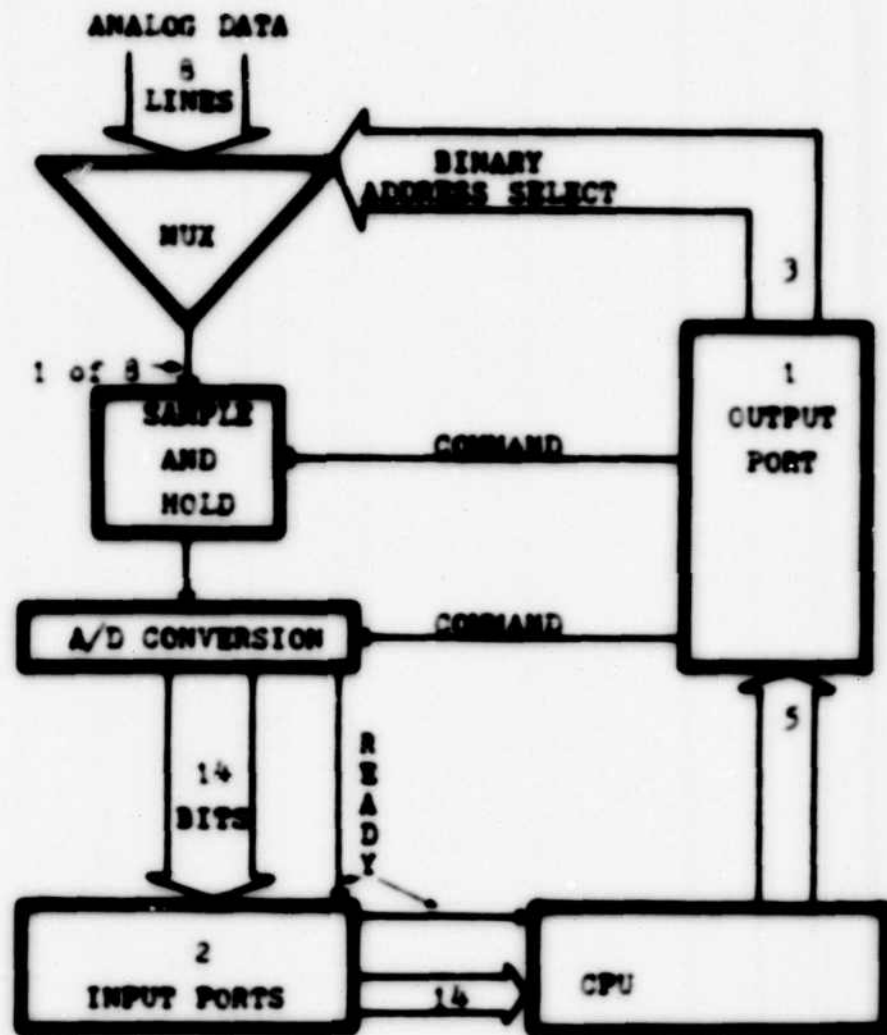 ANALOG DATA
8
LINES
BINARY
ADDRESS SELECT
MUX
3
1 of 8
1
OUTPUT
PORT
SAMPLE
AND
HOLD
COMMAND
A/D CONVERSION
COMMAND
5
14
BITS
READY
2
INPUT PORTS
14
CPU